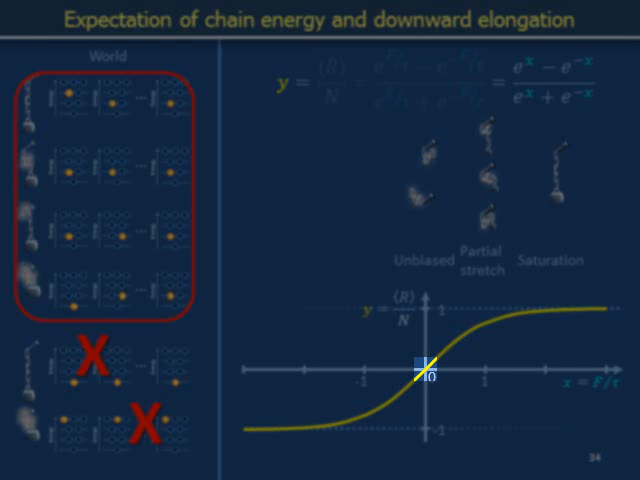 Expectation of chain energy and downward elongation
World
y = ⟨R⟩/N = (e^(F/τ) − e^(−F/τ))/(e^(F/τ) + e^(−F/τ)) = (e^x − e^(−x))/(e^x + e^(−x))
Unbiased
Partial stretch
Saturation
y = ⟨R⟩/N
1
-1
0
1
x = F/τ
-1
X
X
34